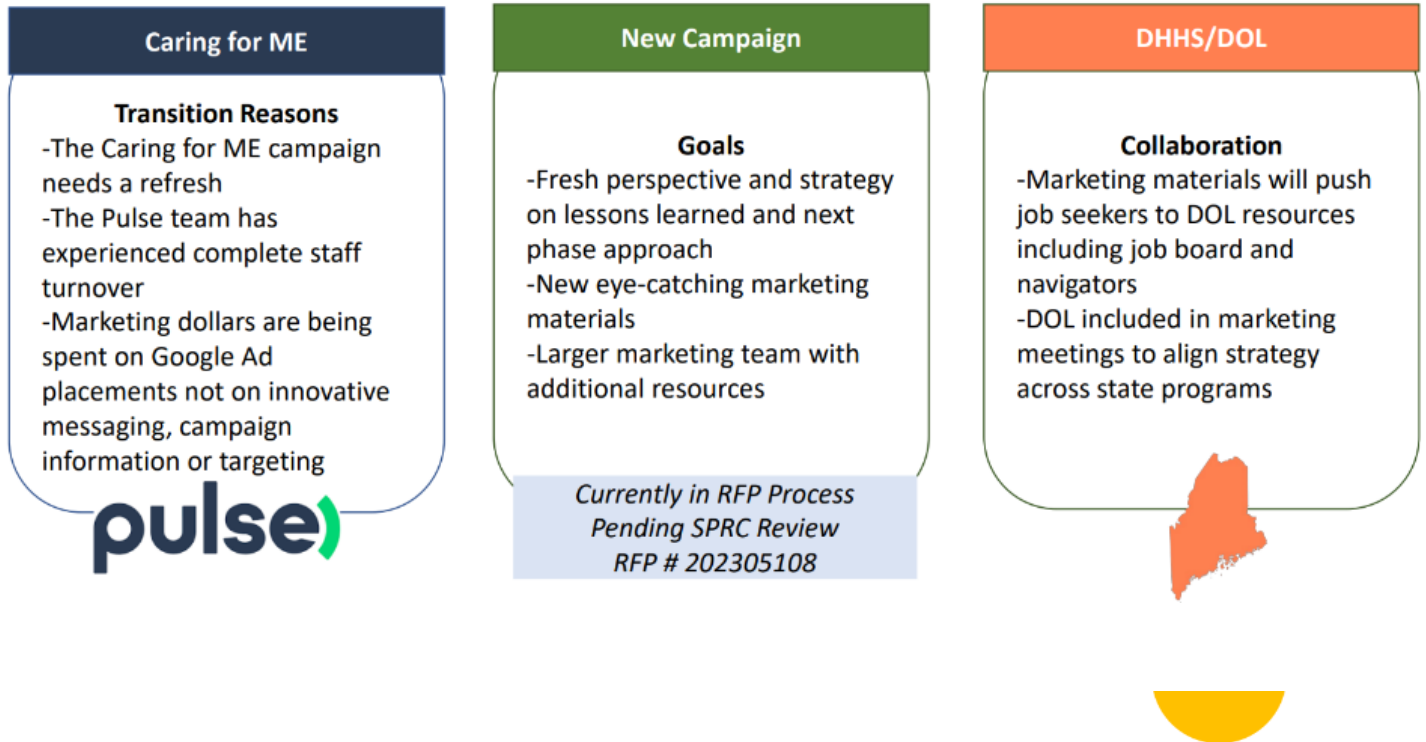 Caring for ME
Transition Reasons
-The Caring for ME campaign
needs a refresh
-The Pulse team has
experienced complete staff
turnover
-Marketing dollars are being
spent on Google Ad
placements not on innovative
messaging, campaign
information or targeting
pulse
New Campaign
Goals
-Fresh perspective and strategy
on lessons learned and next
phase approach
-New eye-catching marketing
materials
-Larger marketing team with
additional resources
Currently in RFP Process
Pending SPRC Review
RFP # 202305108
DHHS/DOL
Collaboration
-Marketing materials will push
job seekers to DOL resources
including job board and
navigators
-DOL included in marketing
meetings to align strategy
across state programs